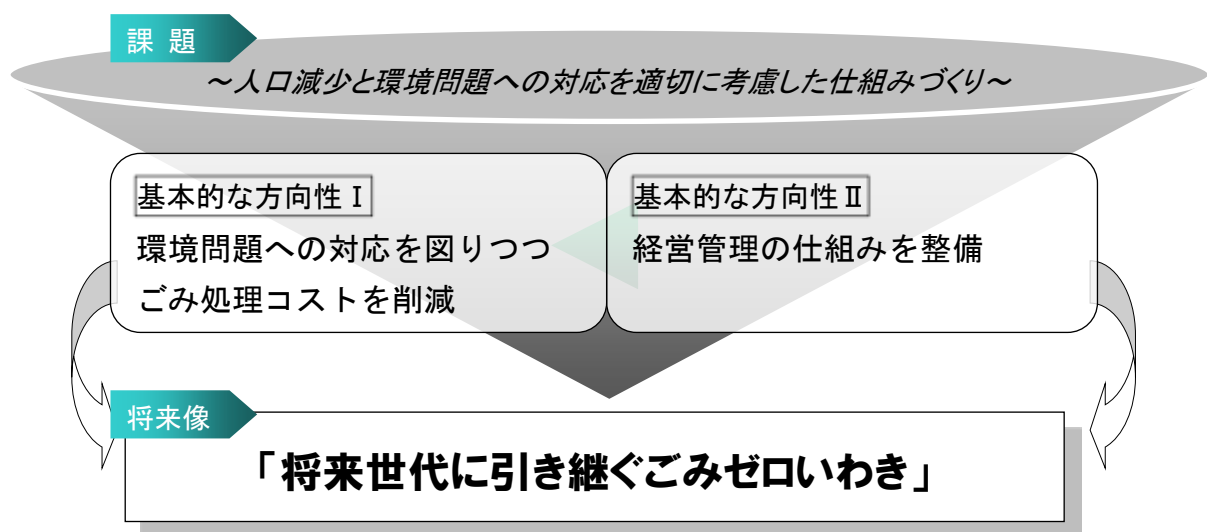 課 題
～人口減少と環境問題への対応を適切に考慮した仕組みづくり～
基本的な方向性Ⅰ
環境問題への対応を図りつつ
ごみ処理コストを削減
基本的な方向性Ⅱ
経営管理の仕組みを整備
将来像
「将来世代に引き継ぐごみゼロいわき」